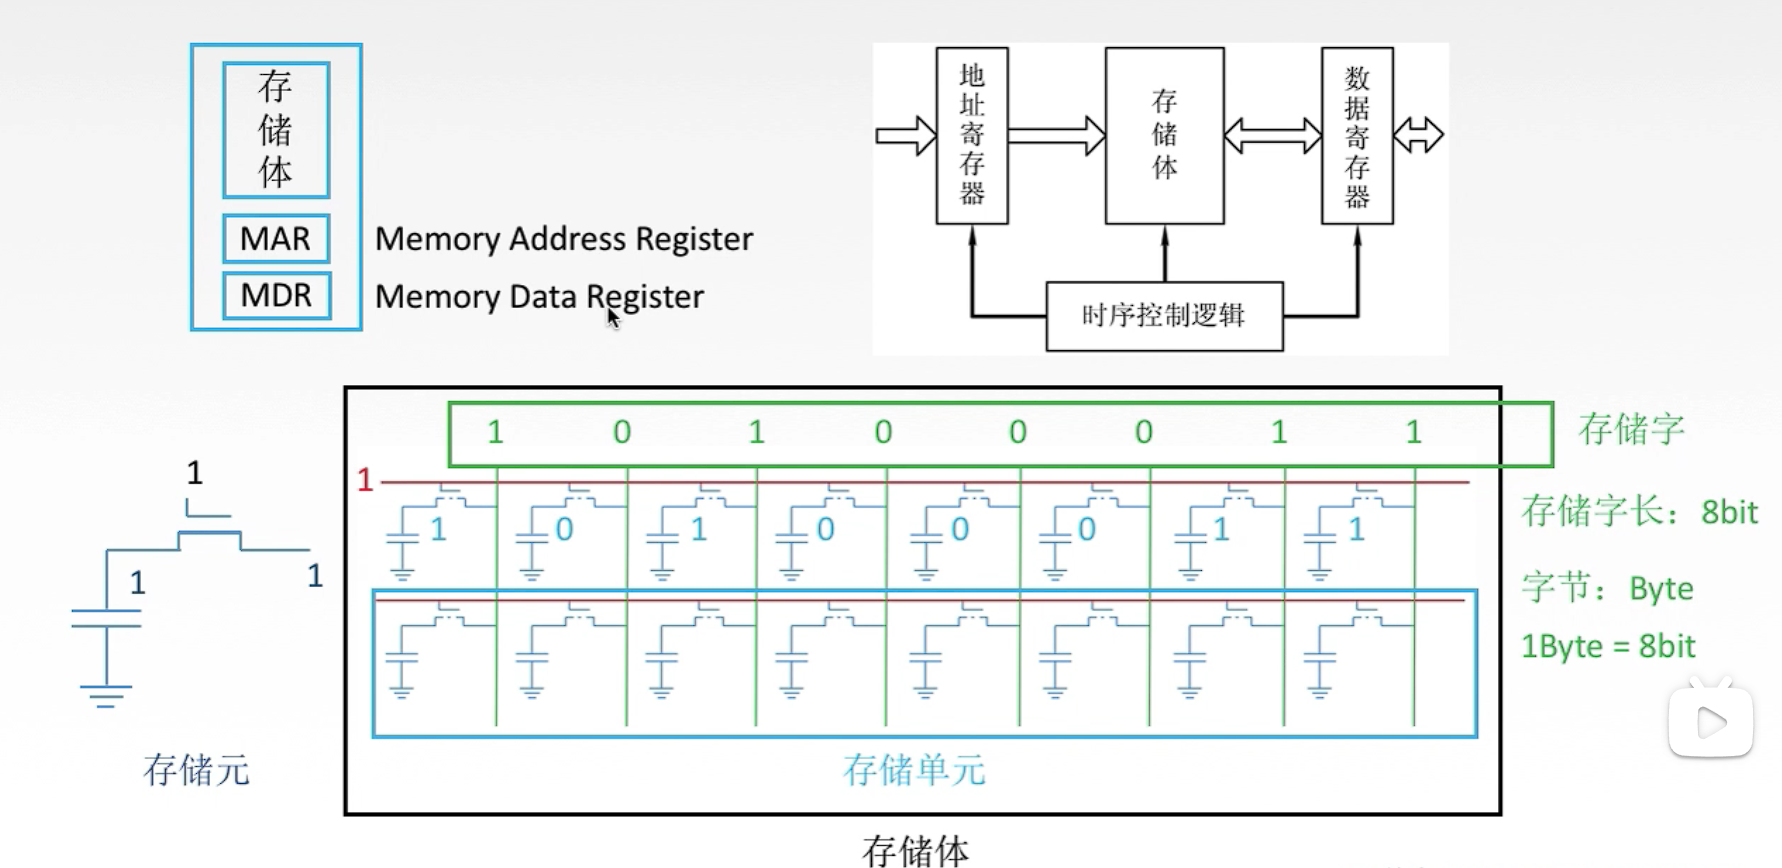 存储体
MAR
Memory Address Register
MDR
Memory Data Register
地址寄存器
存储体
数据寄存器
时序控制逻辑
1 0 1 0 0 0 1 1
存储字
1
1 0 1 0 0 0 1 1
存储字长：8bit
字节：Byte
1Byte = 8bit
1
1
1
存储元
存储单元
存储体